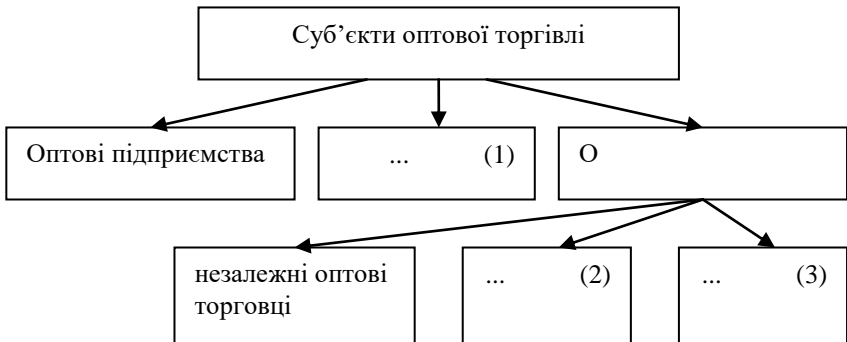 Суб’єкти оптової торгівлі
Оптові підприємства
... (1)
О
незалежні оптові
торговці
... (2)
... (3)